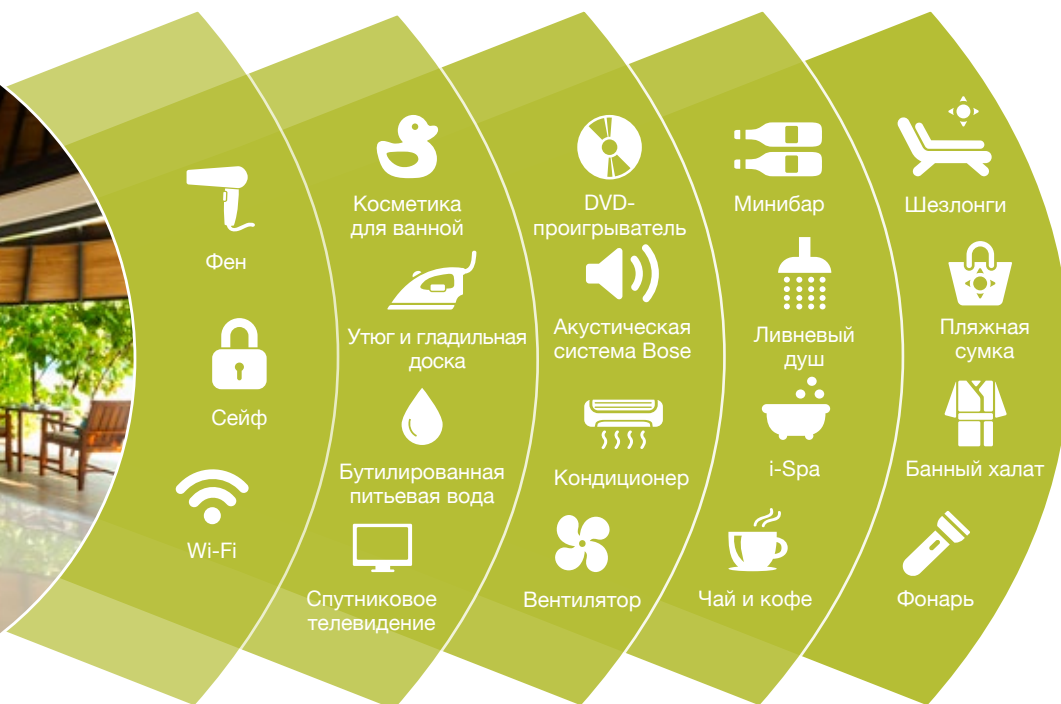 Фен
Сейф
Wi-Fi
Косметика
для ванной
Утюг и гладильная
доска
Бутилированная
питьевая вода
Спутниковое
телевидение
DVD-
проигрыватель
Акустическая
система Bose
Кондиционер
Вентилятор
Минибар
Ливневый
душ
i-Spa
Чай и кофе
Шезлонги
Пляжная
сумка
Банный халат
Фонарь